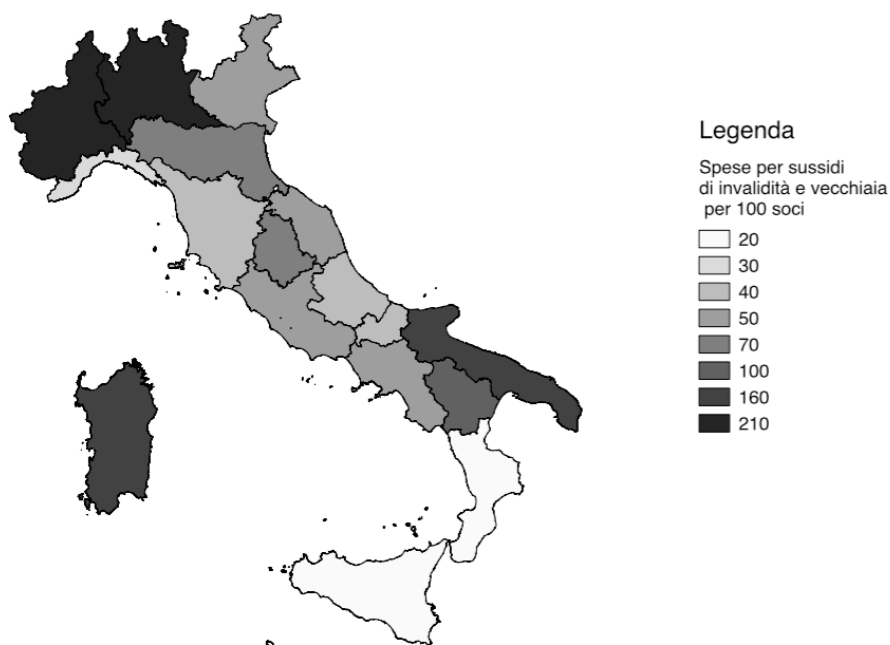 Legenda
Spese per sussidi
di invalidità e vecchiaia
per 100 soci
20
30
40
50
70
100
160
210